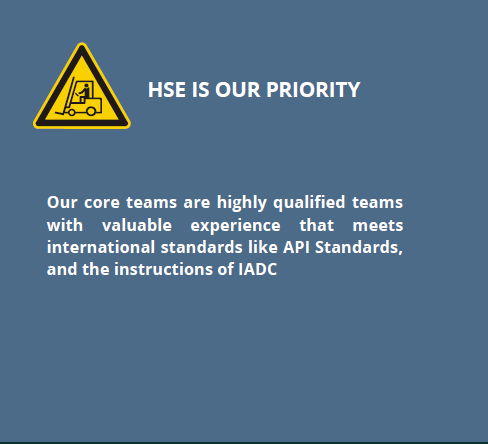 HSE IS OUR PRIORITY
Our core teams are highly qualified teams
with valuable experience that meets
international standards like API Standards,
and the instructions of IADC